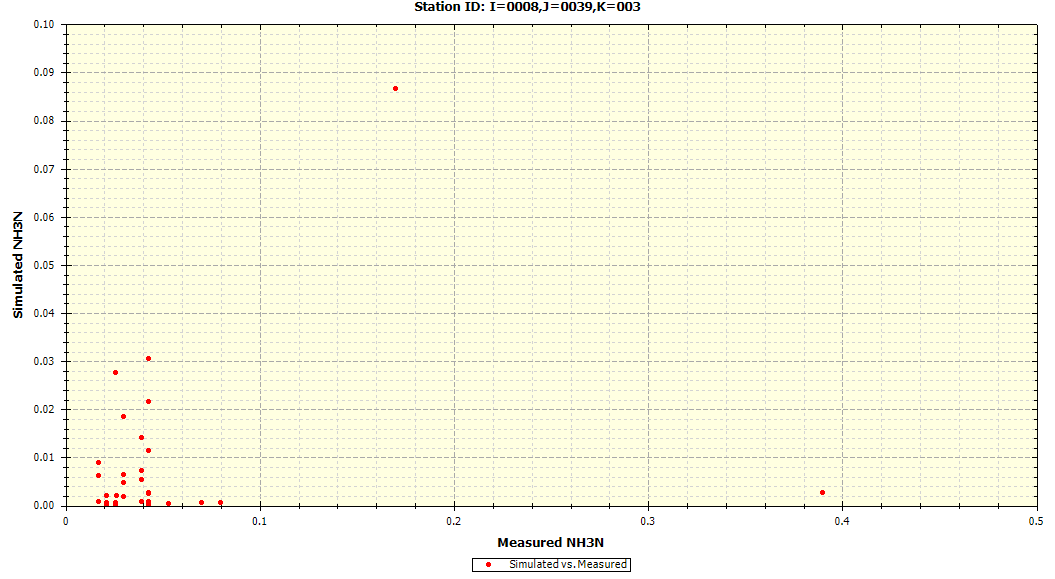 Station ID: I=0008,J=0039,K=003
0.10
0.09
0.08
0.07
0.06
0.05
0.04
0.03
0.02
0.01
0.00
Simulated NH3N
0 0.1 0.2 0.3 0.4 0.5
Measured NH3N
Simulated vs. Measured